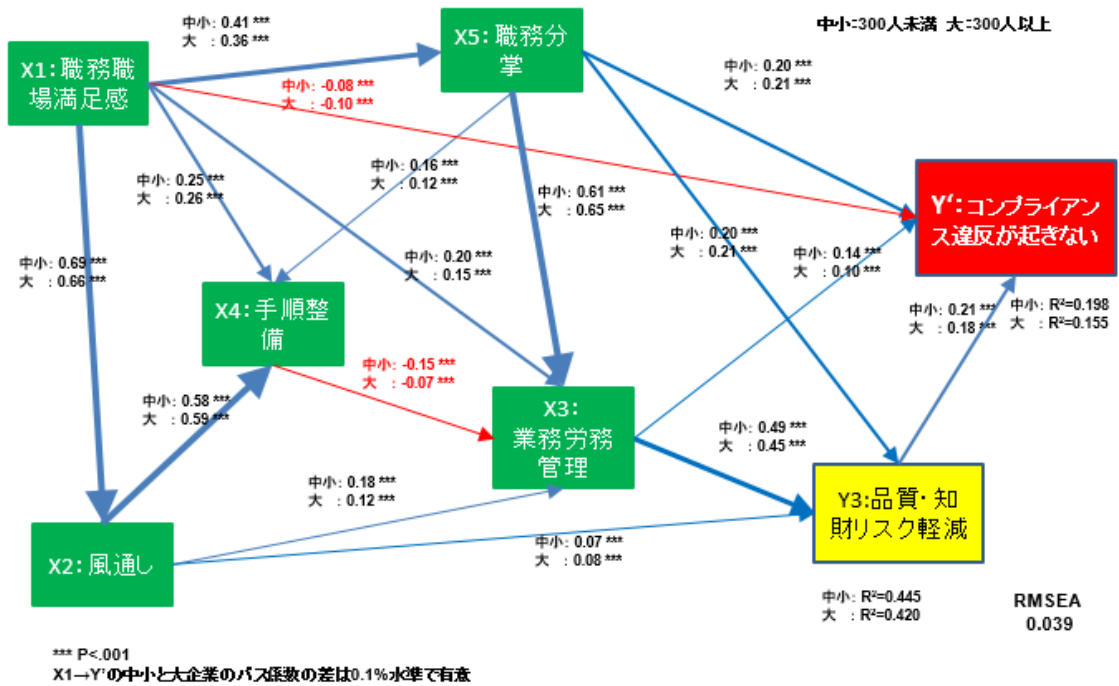 中小: 0.41 ***
大　: 0.36 ***
X5：職務分
掌
中小:=300人未満 大:=300人以上
X1：職務職
場満足感
中小: -0.08 ***
大　: -0.10 ***
中小: 0.20 ***
大　: 0.21 ***
中小: 0.25 ***
大　: 0.26 ***
中小: 0.16 ***
大　: 0.12 ***
中小: 0.61 ***
大　: 0.65 ***
Y‘：コンプライアン
ス違反が起きない
中小: 0.69 ***
大　: 0.66 ***
中小: 0.20 ***
大　: 0.15 ***
中小: 0.20 ***
大　: 0.21 ***
中小: 0.14 ***
大　: 0.10 ***
X4：手順整
備
中小: 0.21 ***
大　: 0.18 ***
中小: R²=0.198
大　: R²=0.155
中小: -0.15 ***
大　: -0.07 ***
中小: 0.58 ***
大　: 0.59 ***
X3：
業務労務
管理
中小: 0.49 ***
大　: 0.45 ***
中小: 0.18 ***
大　: 0.12 ***
Y3:品質・知
財リスク軽減
X2：風通し
中小: 0.07 ***
大　: 0.08 ***
中小: R²=0.445
大　: R²=0.420
RMSEA
0.039
*** P<.001
X1→Y’の中小と大企業のパス係数の差は0.1%水準で有意